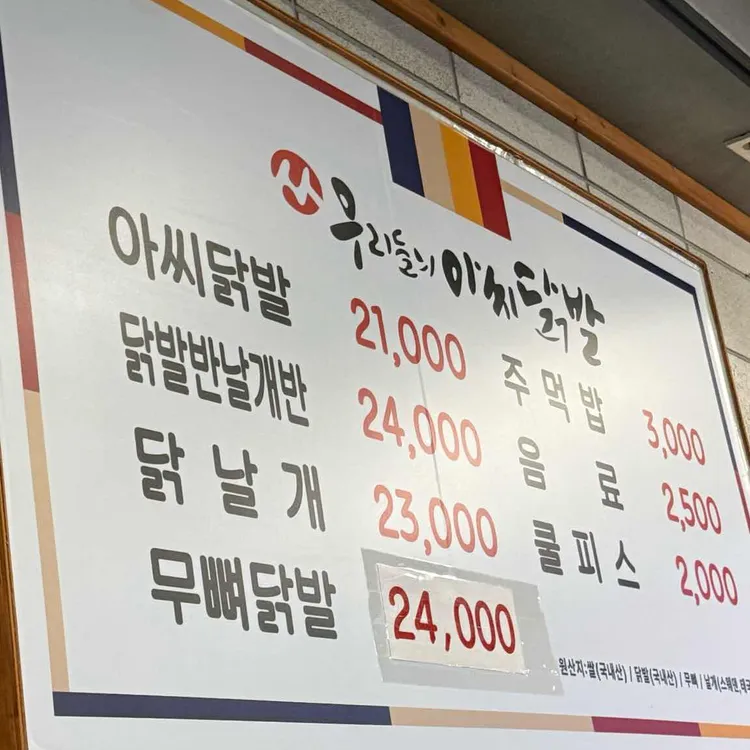 우리들의 아씨닭발
아씨닭발 21,000
닭발반날개반 24,000
닭 날 개 23,000
무뼈닭발 24,000
주 먹 밥 3,000
음 료 2,500
쿨피스 2,000
원산지:쌀(국내산) / 닭발(국내산) / 무뼈 / 날개(스웨덴,태국